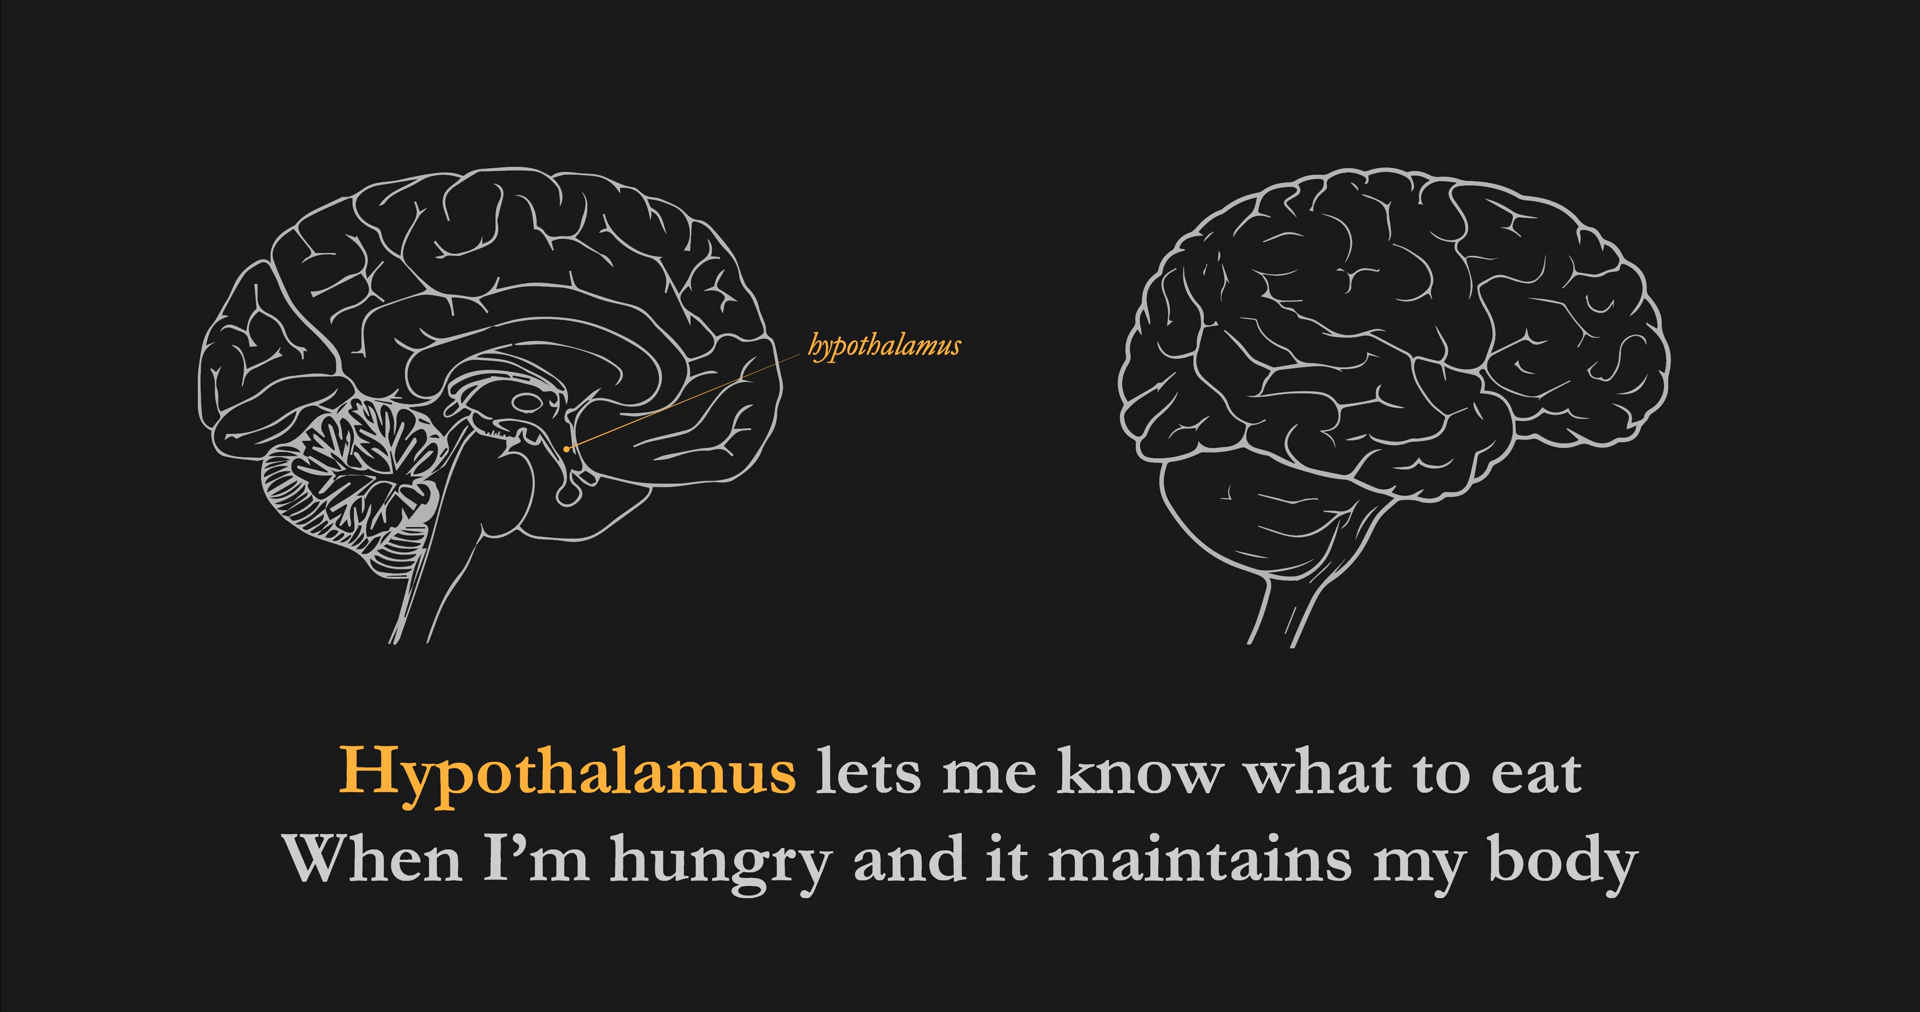 hypothalamus
Hypothalamus lets me know what to eat
When I’m hungry and it maintains my body